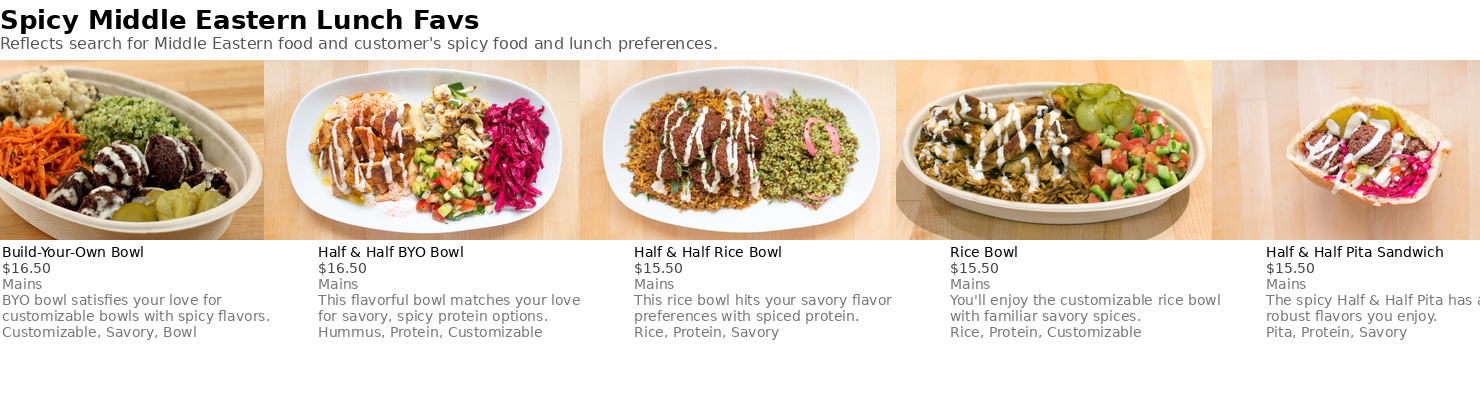 Spicy Middle Eastern Lunch Favs
Reflects search for Middle Eastern food and customer's spicy food and lunch preferences.
Build-Your-Own Bowl
$16.50
Mains
BYO bowl satisfies your love for
customizable bowls with spicy flavors.
Customizable, Savory, Bowl
Half & Half BYO Bowl
$16.50
Mains
This flavorful bowl matches your love
for savory, spicy protein options.
Hummus, Protein, Customizable
Half & Half Rice Bowl
$15.50
Mains
This rice bowl hits your savory flavor
preferences with spiced protein.
Rice, Protein, Savory
Rice Bowl
$15.50
Mains
You'll enjoy the customizable rice bowl
with familiar savory spices.
Rice, Protein, Customizable
Half & Half Pita Sandwich
$15.50
Mains
The spicy Half & Half Pita has
robust flavors you enjoy.
Pita, Protein, Savory